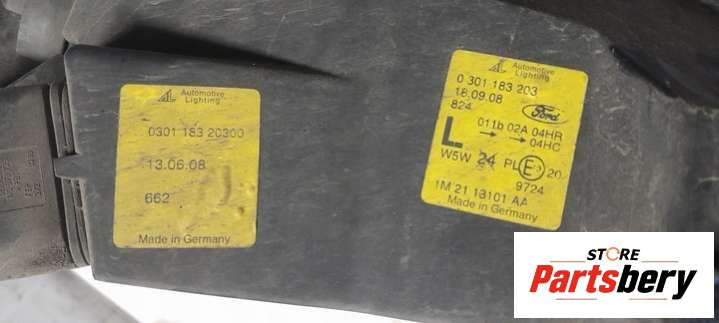 Automotive
Lighting
0301 183 20300
13.06.08
662
Made in Germany
Automotive
Lighting
0 301 183 203
18.09.08
824
Ford
L
011b 02A 04HR
→ → 04HC
W5W 24 PL E 20
9724
1M 21 13101 AA
Made in Germany
STORE
Partsbery